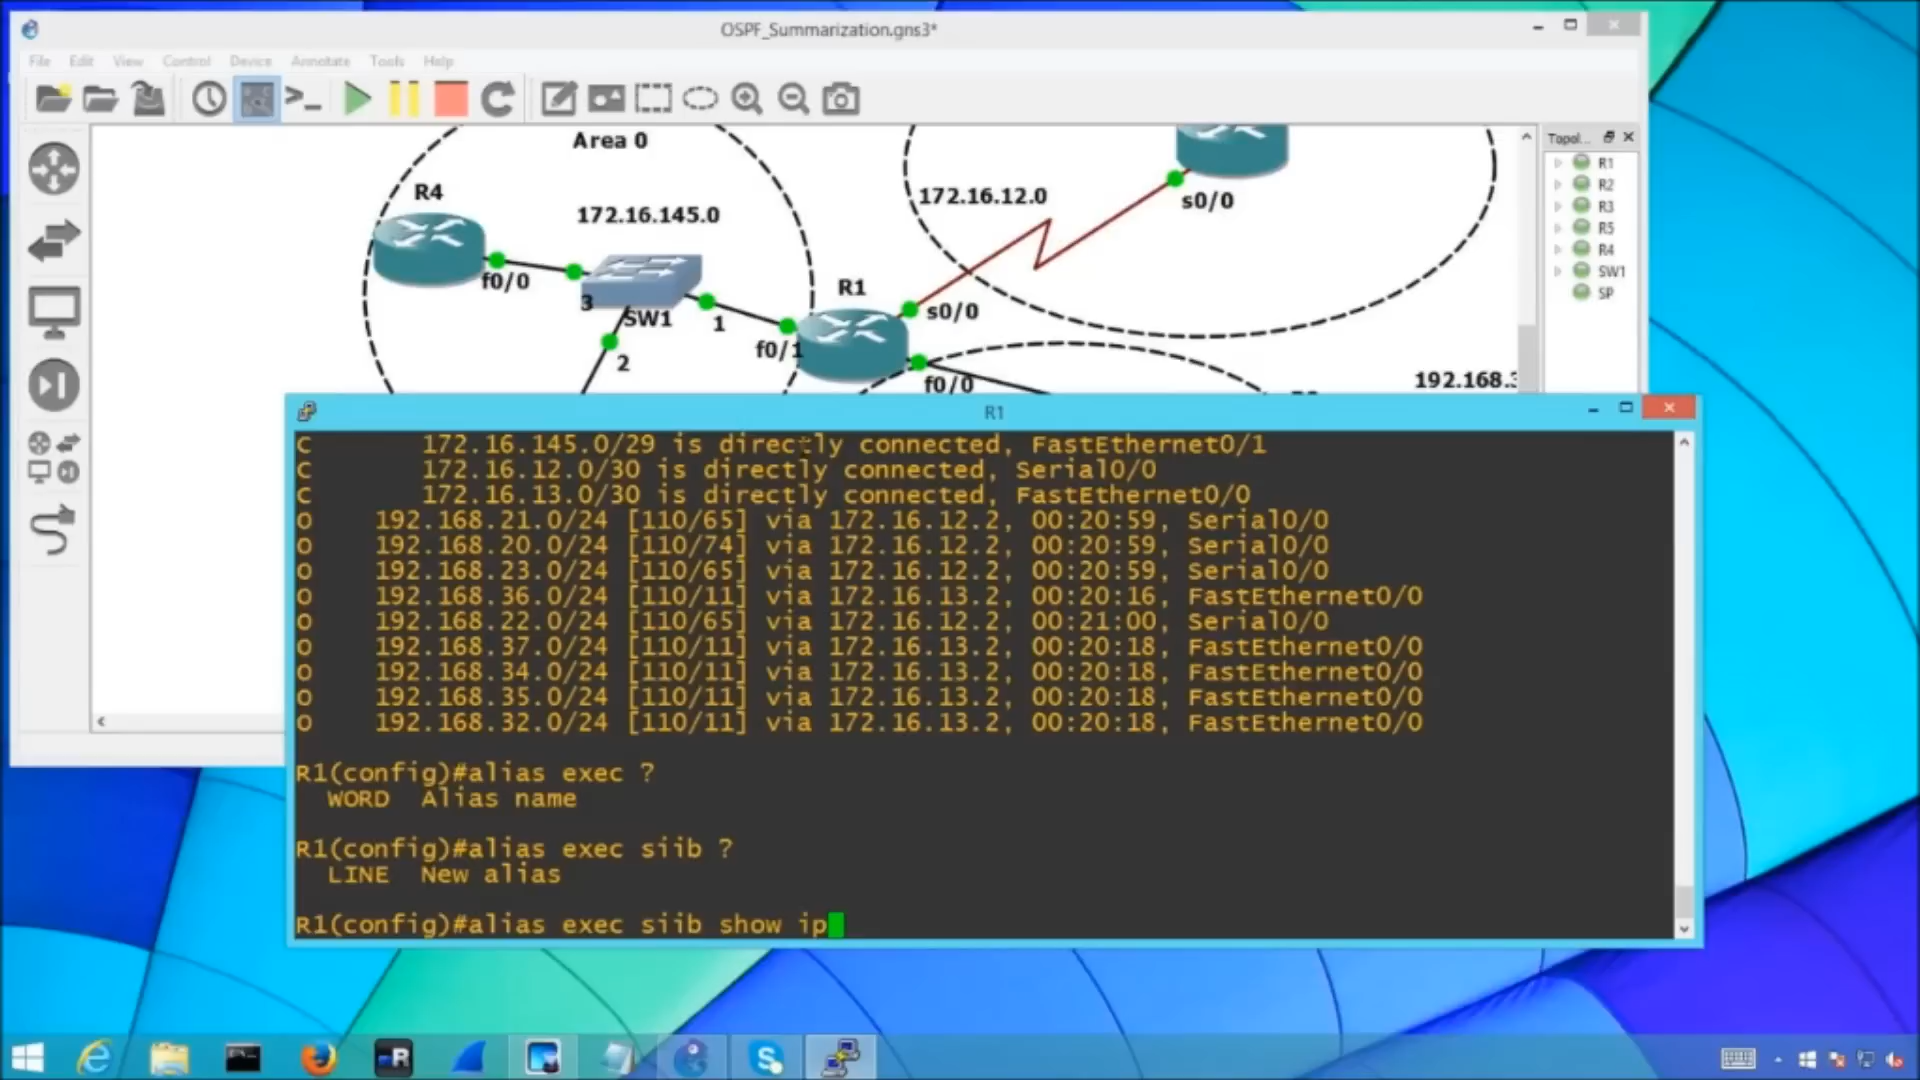 OSPF_Summarization.gns3*
File Edit View Control Device Annotate Tools Help
Area 0
R4
172.16.145.0
f0/0
3
SW1
1
2
R1
f0/1
s0/0
f0/0
172.16.12.0
s0/0
Topol...
R1
R2
R3
R5
R4
SW1
SP
R1
C 172.16.145.0/29 is directly connected, FastEthernet0/1
C 172.16.12.0/30 is directly connected, Serial0/0
C 172.16.13.0/30 is directly connected, FastEthernet0/0
O 192.168.21.0/24 [110/65] via 172.16.12.2, 00:20:59, Serial0/0
O 192.168.20.0/24 [110/74] via 172.16.12.2, 00:20:59, Serial0/0
O 192.168.23.0/24 [110/65] via 172.16.12.2, 00:20:59, Serial0/0
O 192.168.36.0/24 [110/11] via 172.16.13.2, 00:20:16, FastEthernet0/0
O 192.168.22.0/24 [110/65] via 172.16.12.2, 00:21:00, Serial0/0
O 192.168.37.0/24 [110/11] via 172.16.13.2, 00:20:18, FastEthernet0/0
O 192.168.34.0/24 [110/11] via 172.16.13.2, 00:20:18, FastEthernet0/0
O 192.168.35.0/24 [110/11] via 172.16.13.2, 00:20:18, FastEthernet0/0
O 192.168.32.0/24 [110/11] via 172.16.13.2, 00:20:18, FastEthernet0/0
R1(config)#alias exec ?
WORD Alias name
R1(config)#alias exec siib ?
LINE New alias
R1(config)#alias exec siib show ip